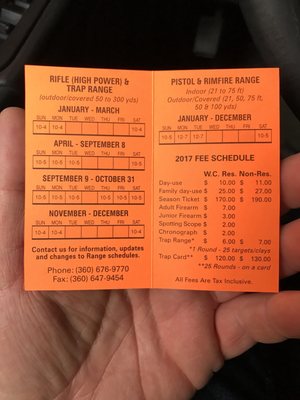 RIFLE (HIGH POWER) &
TRAP RANGE
(outdoor/covered 50 to 300 yds)
JANUARY - MARCH
SUN MON TUE WED THU FRI SAT
10-4 10-4 10-4
APRIL - SEPTEMBER 8
SUN MON TUE WED THU FRI SAT
10-5 10-5 10-5
SEPTEMBER 9 - OCTOBER 31
SUN MON TUE WED THU FRI SAT
10-5 10-5 10-5
NOVEMBER - DECEMBER
SUN MON TUE WED THU FRI SAT
10-4 10-4 10-4
Contact us for information, updates
and changes to Range schedules.
Phone: (360) 676-9770
Fax: (360) 647-9454
PISTOL & RIMFIRE RANGE
Indoor (21 to 75 ft)
Outdoor/Covered (21, 50, 75 ft,
50 & 100 yds)
JANUARY - DECEMBER
SUN MON TUE WED THU FRI SAT
10-5 10-5
2017 FEE SCHEDULE
W.C. Res. Non-Res.
Day-use $ 10.00 $ 11.00
Family day-use $ 25.00 $ 27.00
Season Ticket $ 170.00 $ 190.00
Adult Firearm $ 7.00
Junior Firearm $ 3.00
Spotting Scope $ 2.00
Chronograph $ 2.00
Trap Range* $ 6.00 $ 7.00
*1 Round - 25 targets/clays
Trap Card** $ 120.00 $ 130.00
**25 Rounds - on a card
All Fees Are Tax Inclusive.